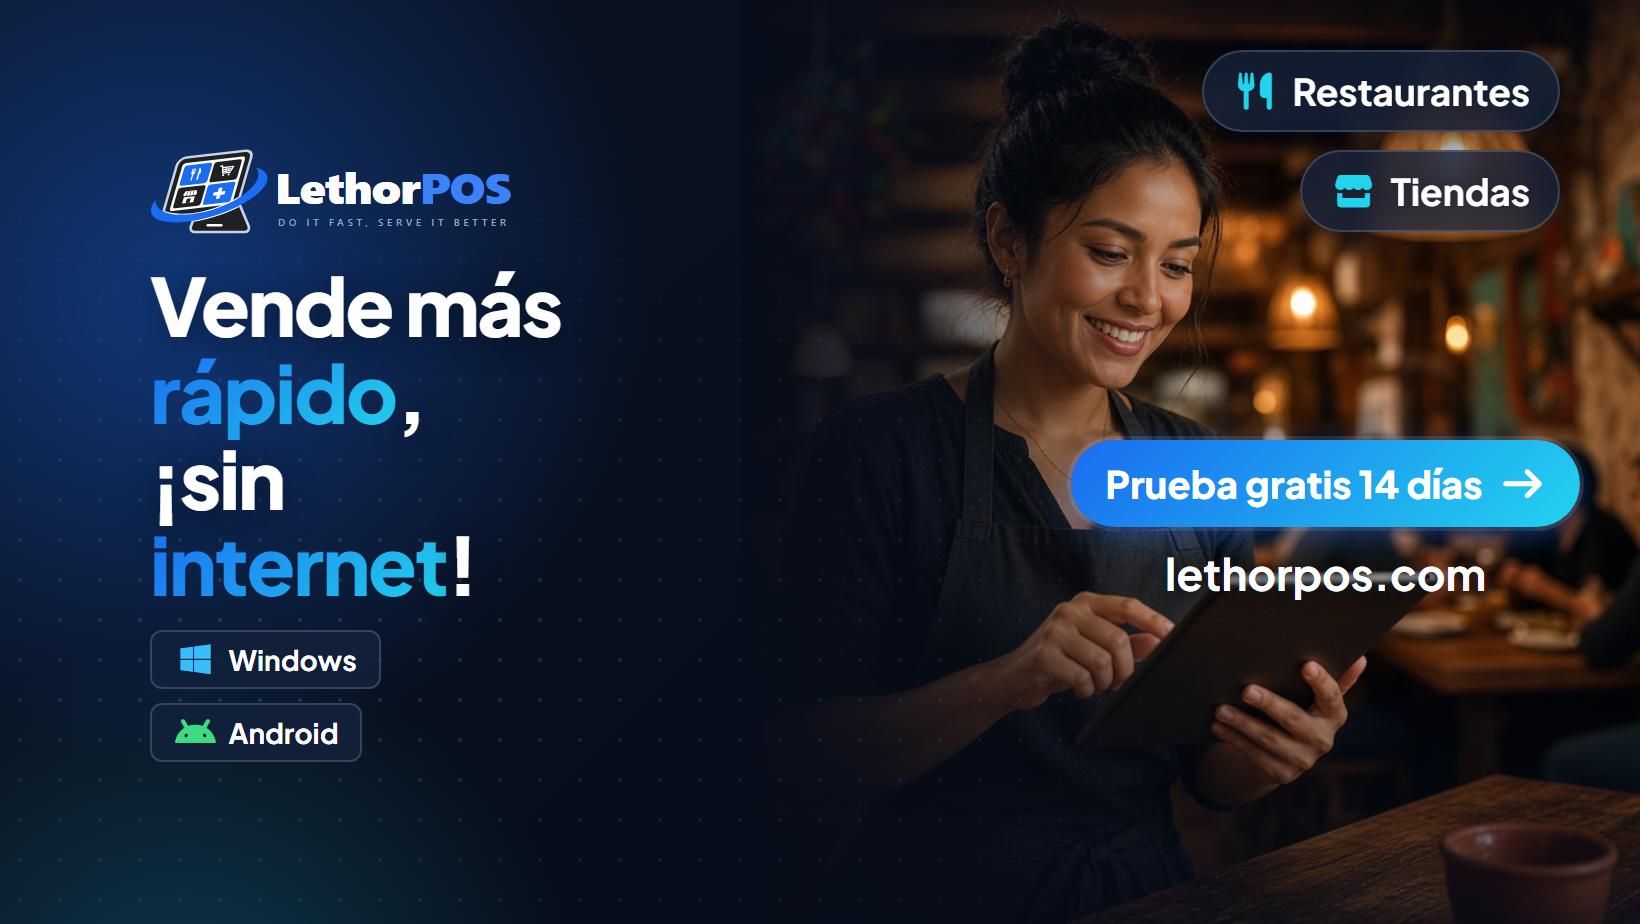 LethorPOS
DO IT FAST, SERVE IT BETTER
Vende más
rápido,
¡sin
internet!
Windows
Android
Restaurantes
Tiendas
Prueba gratis 14 días →
lethorpos.com